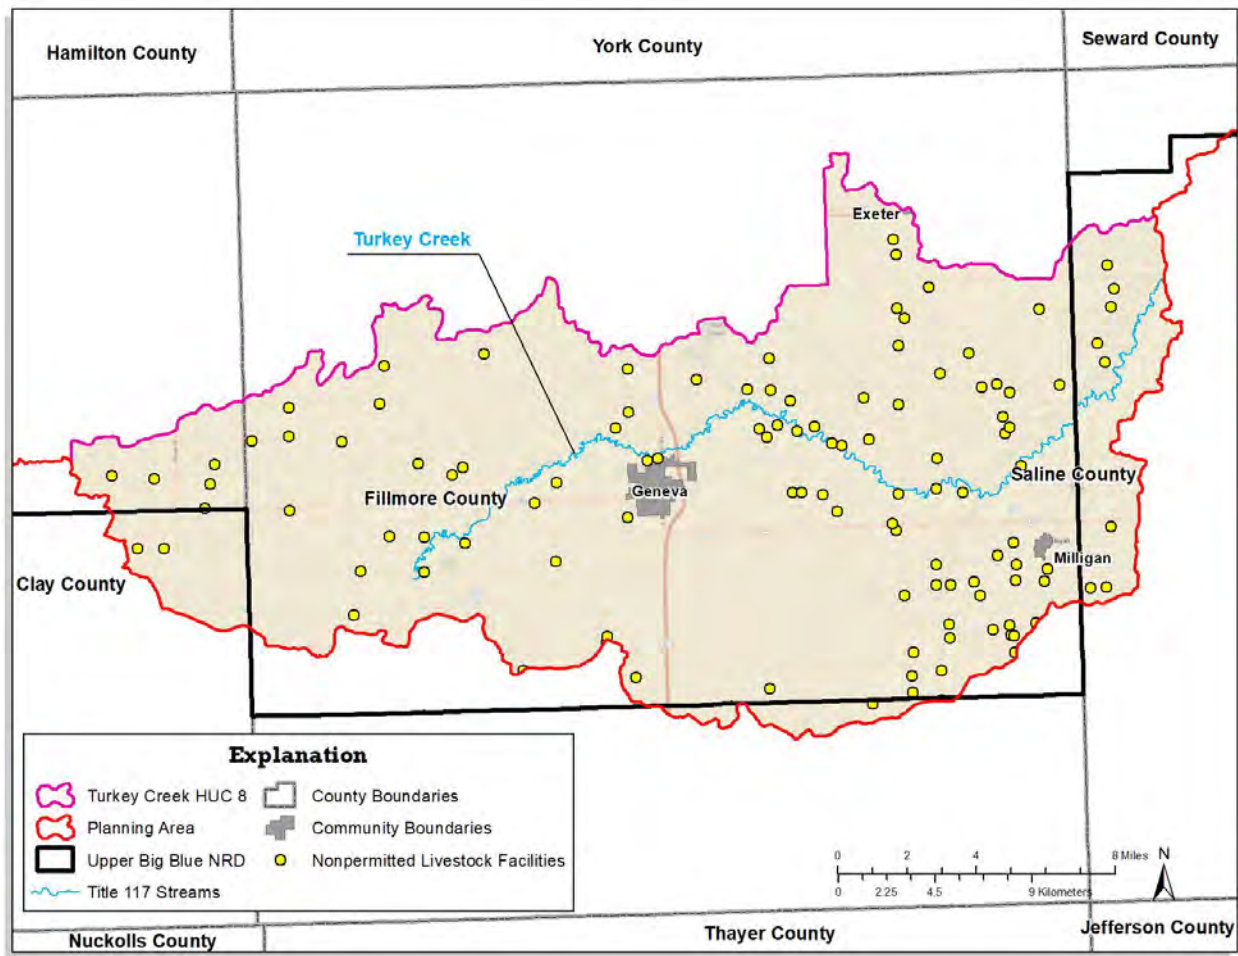 Hamilton County
York County
Seward County
Exeter
Turkey Creek
Fillmore County
Geneva
Saline County
Milligan
Clay County
Explanation
Turkey Creek HUC 8
County Boundaries
Planning Area
Community Boundaries
Upper Big Blue NRD
Nonpermitted Livestock Facilities
Title 117 Streams
0 2 4 8 Miles
0 2.25 4.5 9 Kilometers
N
Nuckolls County
Thayer County
Jefferson County